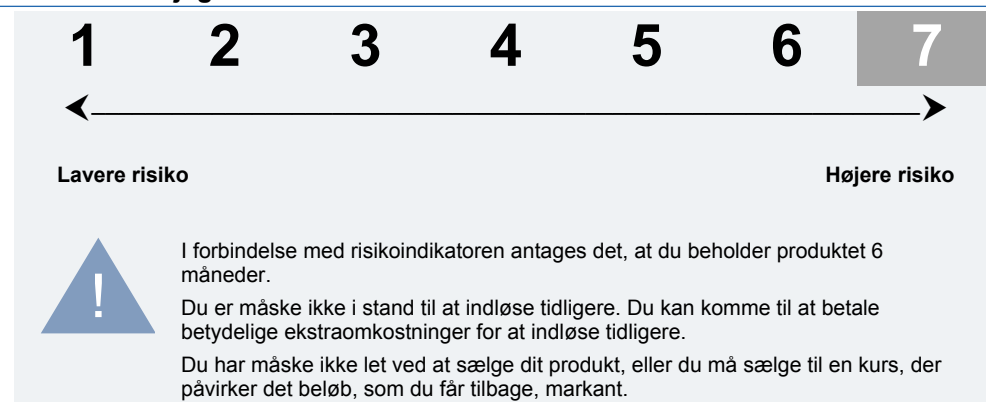 1 2 3 4 5 6 7
Lavere risiko Højere risiko
!
I forbindelse med risikoindikatoren antages det, at du beholder produktet 6
måneder.
Du er måske ikke i stand til at indløse tidligere. Du kan komme til at betale
betydelige ekstraomkostninger for at indløse tidligere.
Du har måske ikke let ved at sælge dit produkt, eller du må sælge til en kurs, der
påvirker det beløb, som du får tilbage, markant.